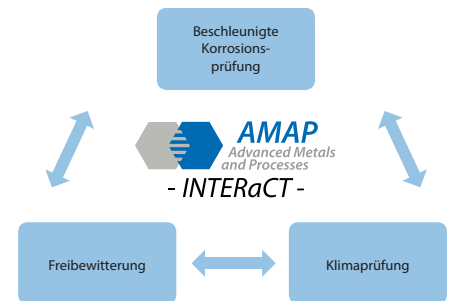 Beschleunigte
Korrosions-
prüfung
AMAP
Advanced Metals
and Processes
- INTERaCT -
Freibewitterung
Klimaprüfung